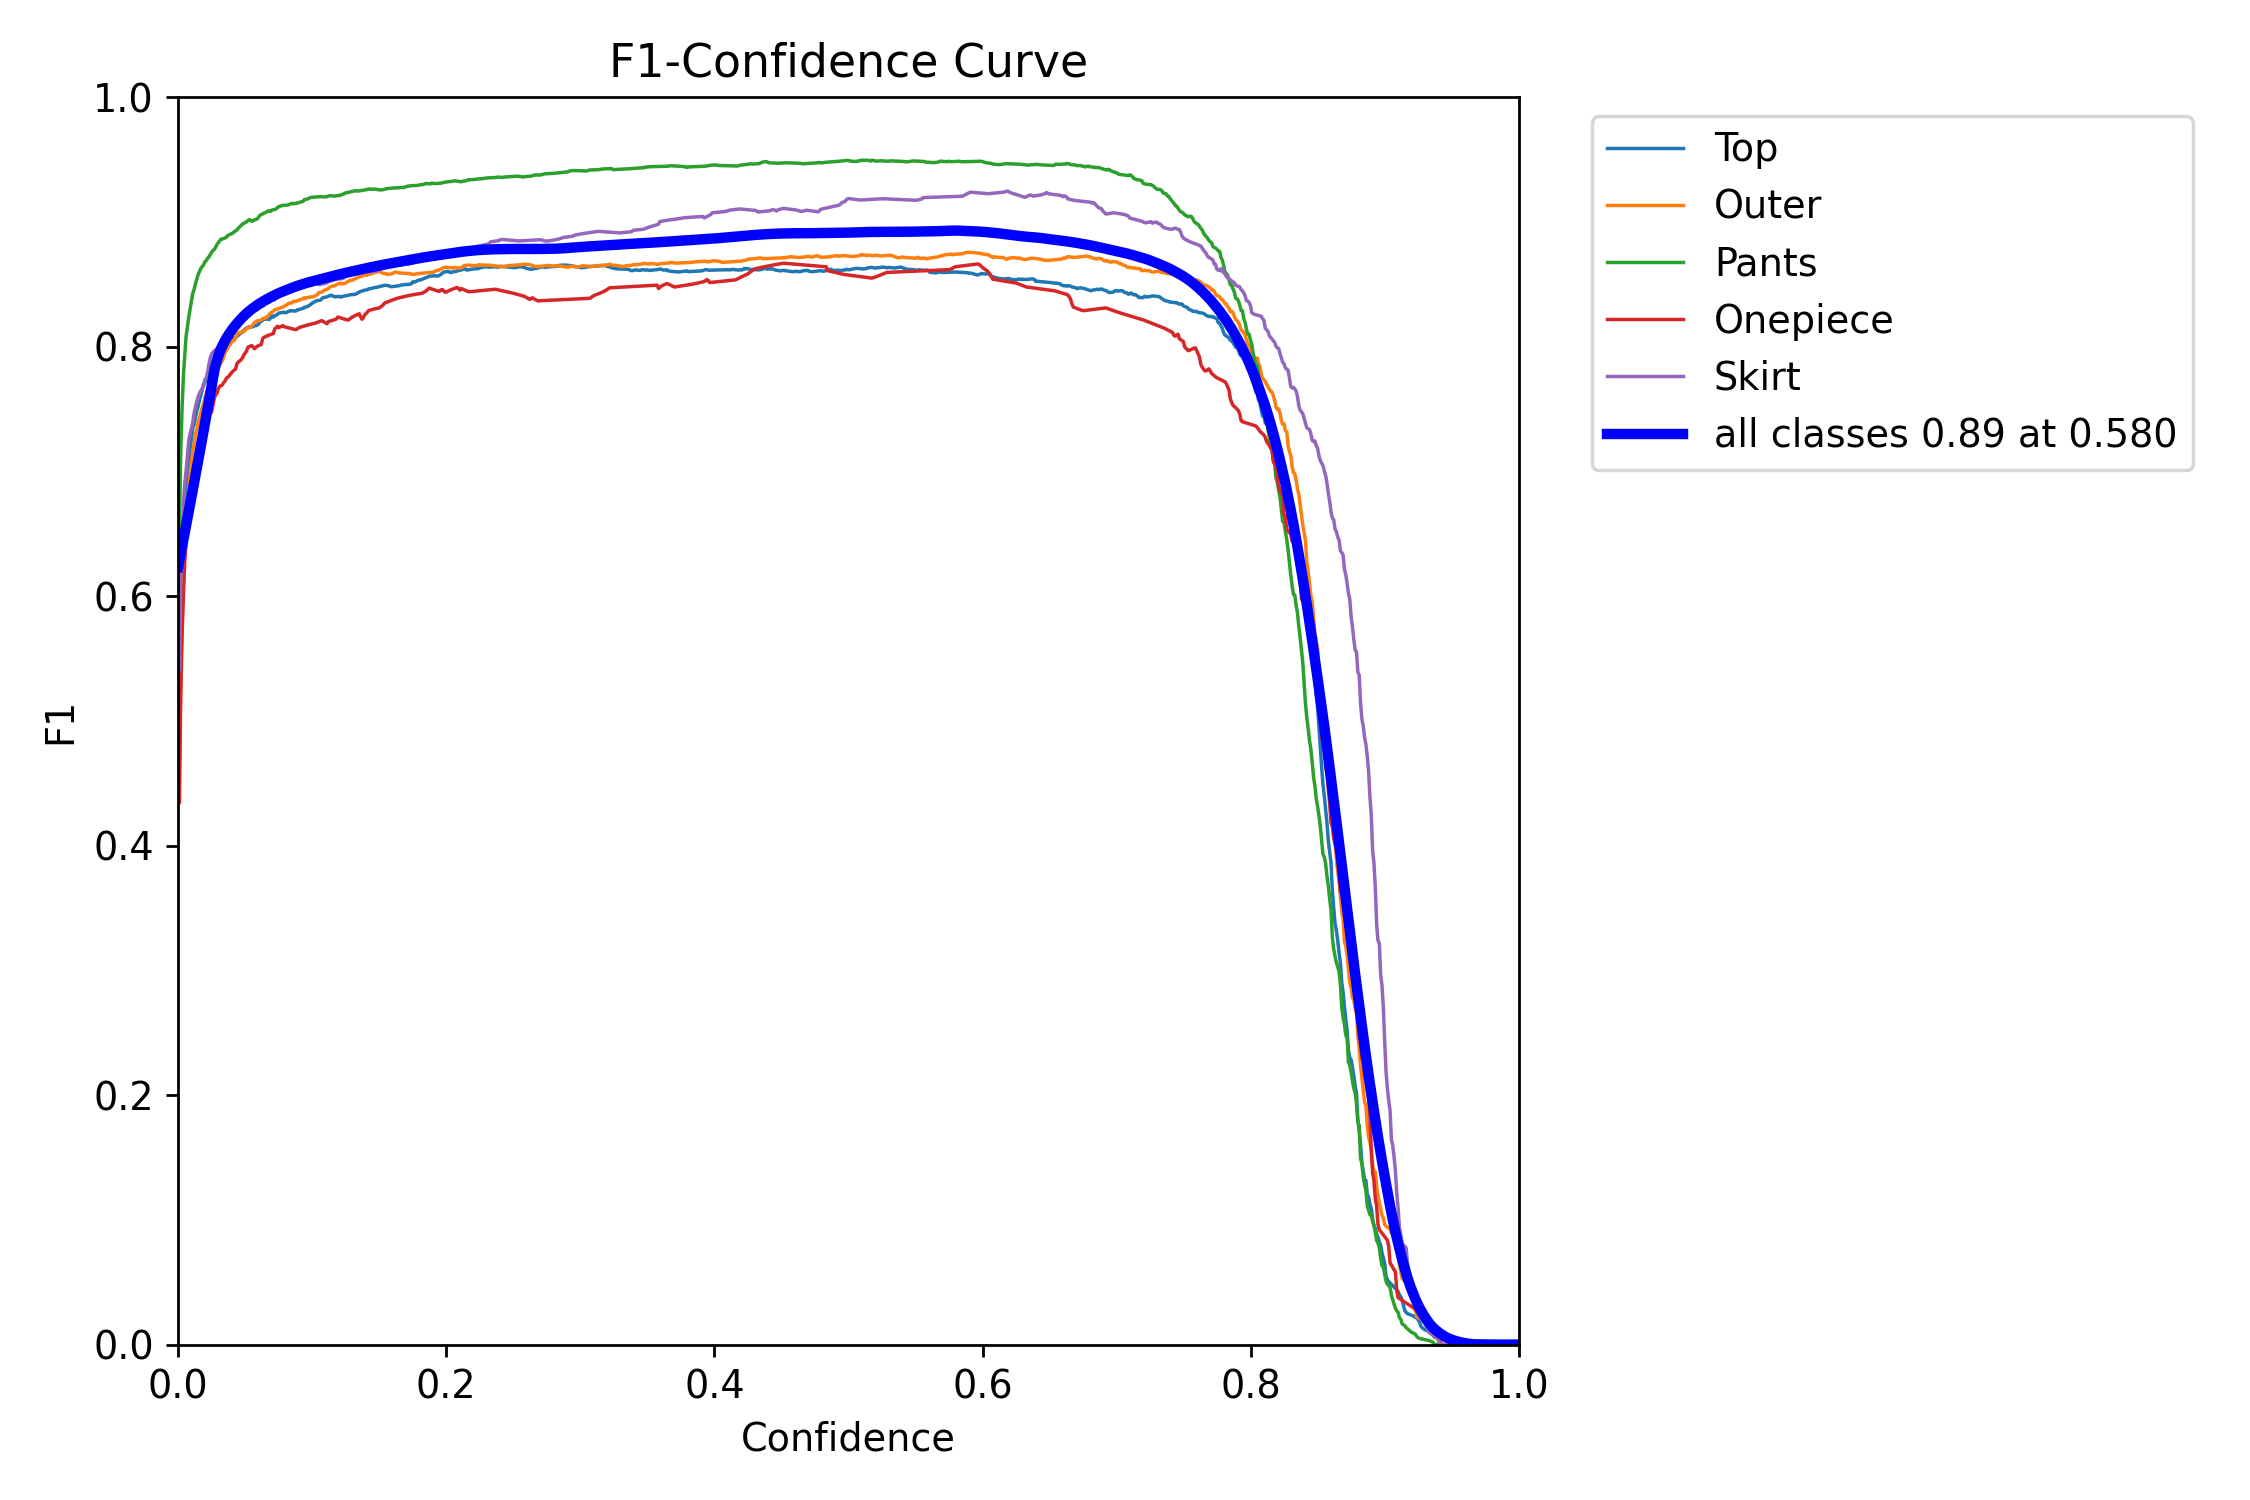 F1-Confidence Curve
1.0
0.8
0.6
0.4
0.2
0.0
F1
0.0 0.2 0.4 0.6 0.8 1.0
Confidence
Top
Outer
Pants
Onepiece
Skirt
all classes 0.89 at 0.580